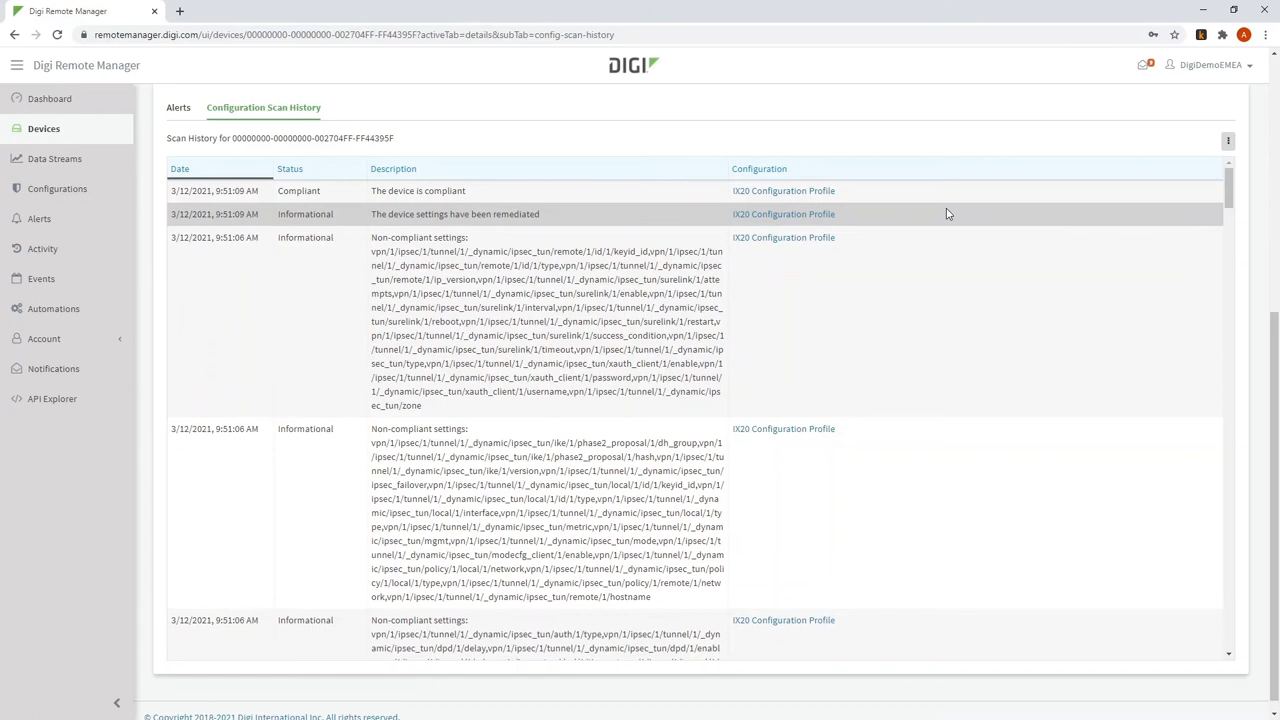 Digi Remote Manager
remotemanager.digi.com/ui/devices/00000000-00000000-002704FF-FF44395F?activeTab=details&subTab=config-scan-history
A
Digi Remote Manager
DIGI
DigiDemoEMEA
Dashboard
Devices
Data Streams
Configurations
Alerts
Activity
Events
Automations
Account
Notifications
API Explorer
Alerts
Configuration Scan History
Scan History for 00000000-00000000-002704FF-FF44395F
Date Status Description Configuration
3/12/2021, 9:51:09 AM Compliant The device is compliant IX20 Configuration Profile
3/12/2021, 9:51:09 AM Informational The device settings have been remediated IX20 Configuration Profile
3/12/2021, 9:51:06 AM Informational Non-compliant settings: IX20 Configuration Profile
vpn/1/ipsec/1/tunnel/1/_dynamic/ipsec_tun/remote/1/id/1/keyid_id,vpn/1/ipsec/1/tun
nel/1/_dynamic/ipsec_tun/remote/1/id/1/type,vpn/1/ipsec/1/tunnel/1/_dynamic/ipsec
_tun/remote/1/ip_version,vpn/1/ipsec/1/tunnel/1/_dynamic/ipsec_tun/surelink/1/atte
mpts,vpn/1/ipsec/1/tunnel/1/_dynamic/ipsec_tun/surelink/1/enable,vpn/1/ipsec/1/tun
nel/1/_dynamic/ipsec_tun/surelink/1/interval,vpn/1/ipsec/1/tunnel/1/_dynamic/ipsec_
tun/surelink/1/reboot,vpn/1/ipsec/1/tunnel/1/_dynamic/ipsec_tun/surelink/1/restart,v
pn/1/ipsec/1/tunnel/1/_dynamic/ipsec_tun/surelink/1/success_condition,vpn/1/ipsec/1
/tunnel/1/_dynamic/ipsec_tun/surelink/1/timeout,vpn/1/ipsec/1/tunnel/1/_dynamic/ip
sec_tun/type,vpn/1/ipsec/1/tunnel/1/_dynamic/ipsec_tun/xauth_client/1/enable,vpn/1
/ipsec/1/tunnel/1/_dynamic/ipsec_tun/xauth_client/1/password,vpn/1/ipsec/1/tunnel/
1/_dynamic/ipsec_tun/xauth_client/1/username,vpn/1/ipsec/1/tunnel/1/_dynamic/ips
ec_tun/zone
3/12/2021, 9:51:06 AM Informational Non-compliant settings: IX20 Configuration Profile
vpn/1/ipsec/1/tunnel/1/_dynamic/ipsec_tun/ike/1/phase2_proposal/1/dh_group,vpn/1
/ipsec/1/tunnel/1/_dynamic/ipsec_tun/ike/1/phase2_proposal/1/hash,vpn/1/ipsec/1/tu
nnel/1/_dynamic/ipsec_tun/ike/1/version,vpn/1/ipsec/1/tunnel/1/_dynamic/ipsec_tun/
ipsec_failover,vpn/1/ipsec/1/tunnel/1/_dynamic/ipsec_tun/local/1/id/1/keyid_id,vpn/1/
ipsec/1/tunnel/1/_dynamic/ipsec_tun/local/1/id/1/type,vpn/1/ipsec/1/tunnel/1/_dyna
mic/ipsec_tun/local/1/interface,vpn/1/ipsec/1/tunnel/1/_dynamic/ipsec_tun/local/1/ty
pe,vpn/1/ipsec/1/tunnel/1/_dynamic/ipsec_tun/metric,vpn/1/ipsec/1/tunnel/1/_dynam
ic/ipsec_tun/mgmt,vpn/1/ipsec/1/tunnel/1/_dynamic/ipsec_tun/mode,vpn/1/ipsec/1/t
unnel/1/_dynamic/ipsec_tun/modecfg_client/1/enable,vpn/1/ipsec/1/tunnel/1/_dynam
ic/ipsec_tun/policy/1/local/1/network,vpn/1/ipsec/1/tunnel/1/_dynamic/ipsec_tun/poli
cy/1/local/1/type,vpn/1/ipsec/1/tunnel/1/_dynamic/ipsec_tun/policy/1/remote/1/netw
ork,vpn/1/ipsec/1/tunnel/1/_dynamic/ipsec_tun/remote/1/hostname
3/12/2021, 9:51:06 AM Informational Non-compliant settings: IX20 Configuration Profile
vpn/1/ipsec/1/tunnel/1/_dynamic/ipsec_tun/auth/1/type,vpn/1/ipsec/1/tunnel/1/_dyn
amic/ipsec_tun/dpd/1/delay,vpn/1/ipsec/1/tunnel/1/_dynamic/ipsec_tun/dpd/1/enabl
© Copyright 2018-2021 Digi International Inc. All rights reserved.